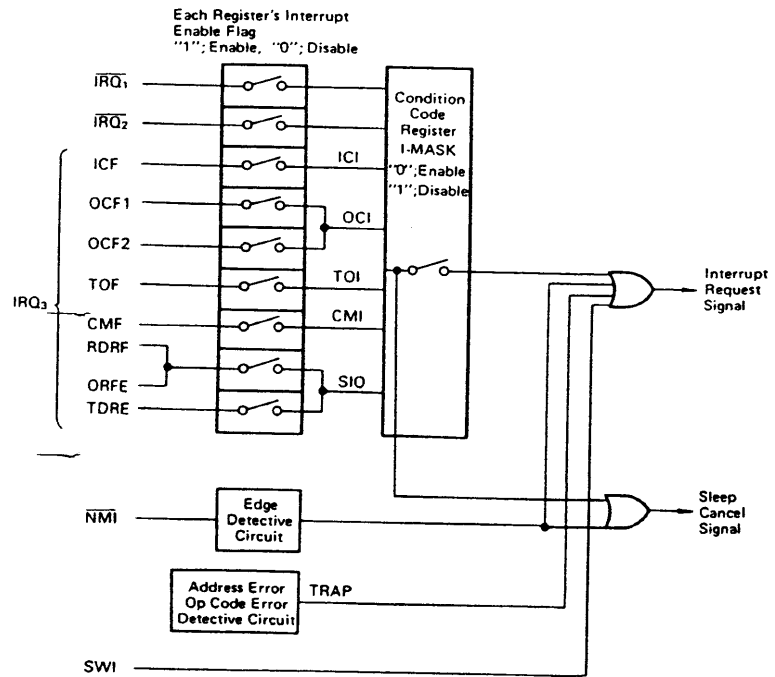 Each Register's Interrupt
Enable Flag
"1"; Enable, "0"; Disable
IRQ₁
IRQ₂
ICF
ICI
OCF1
OCI
OCF2
TOF
TOI
IRQ₃
CMF
CMI
RDRF
ORFE
SIO
TDRE
Condition
Code
Register
I-MASK
"0";Enable
"1";Disable
Interrupt
Request
Signal
NMI
Edge
Detective
Circuit
Sleep
Cancel
Signal
Address Error
Op Code Error
Detective Circuit
TRAP
SWI